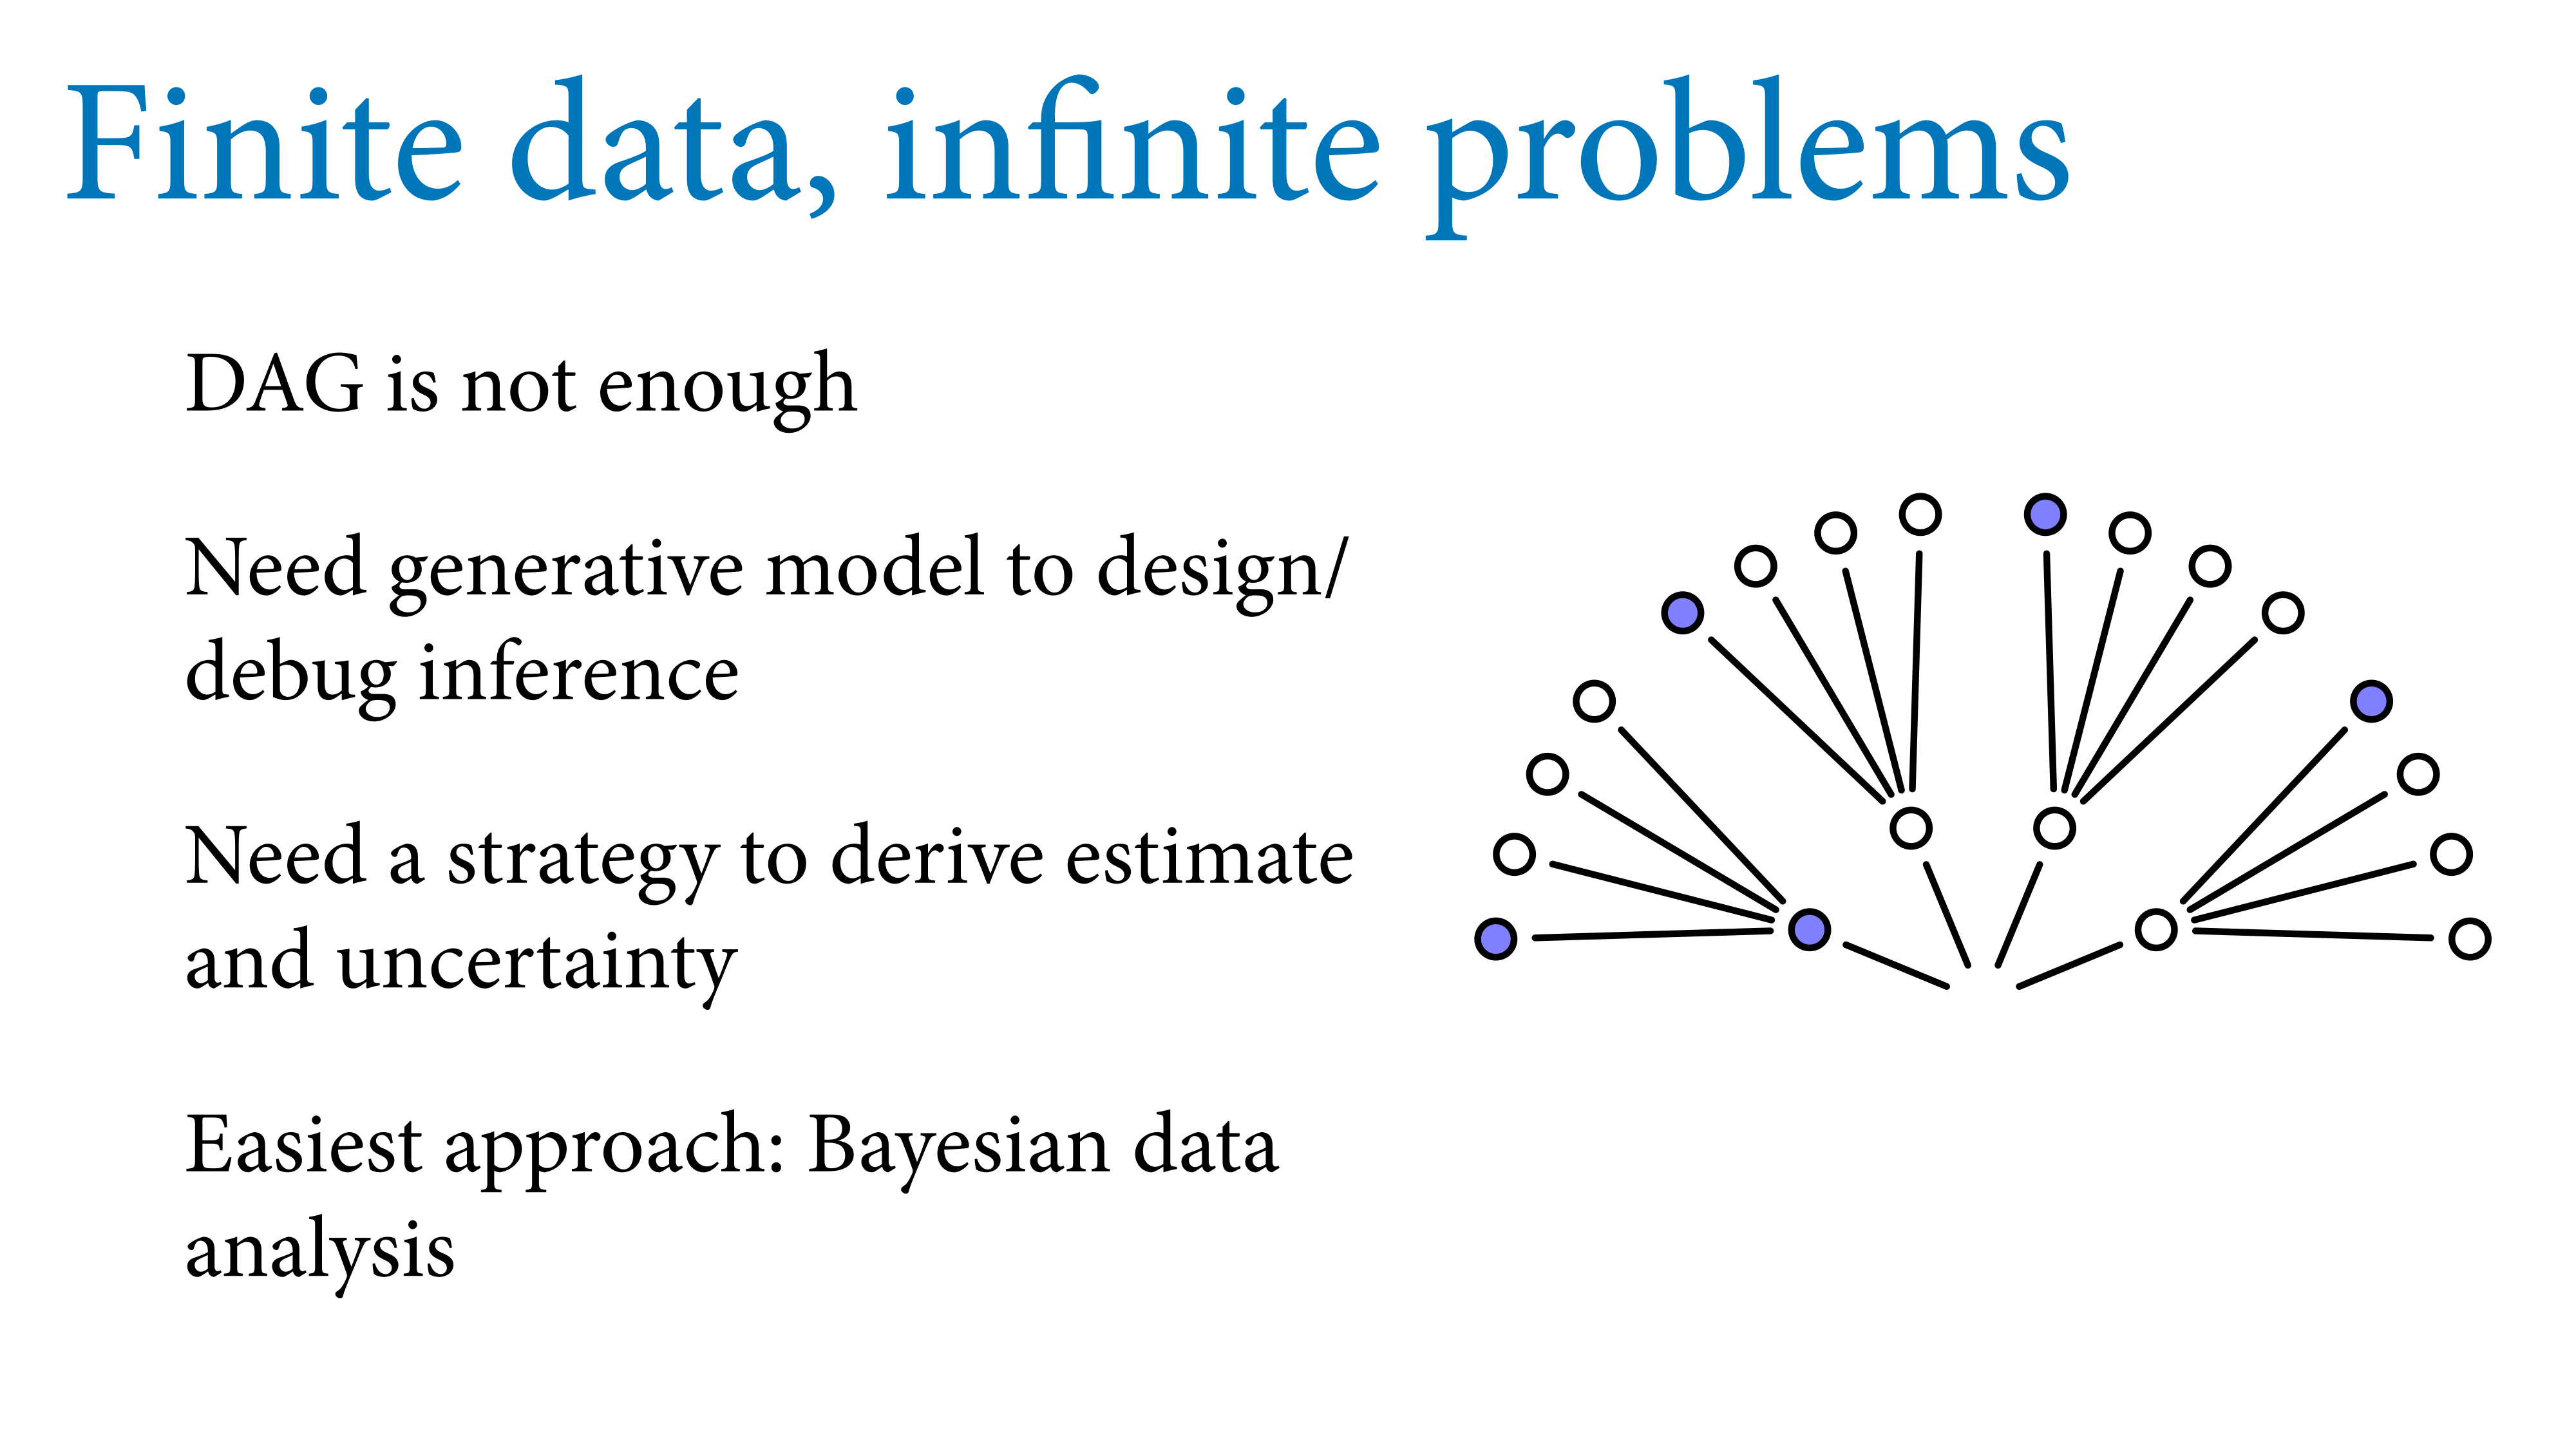 Finite data, infinite problems
DAG is not enough
Need generative model to design/
debug inference
Need a strategy to derive estimate
and uncertainty
Easiest approach: Bayesian data
analysis